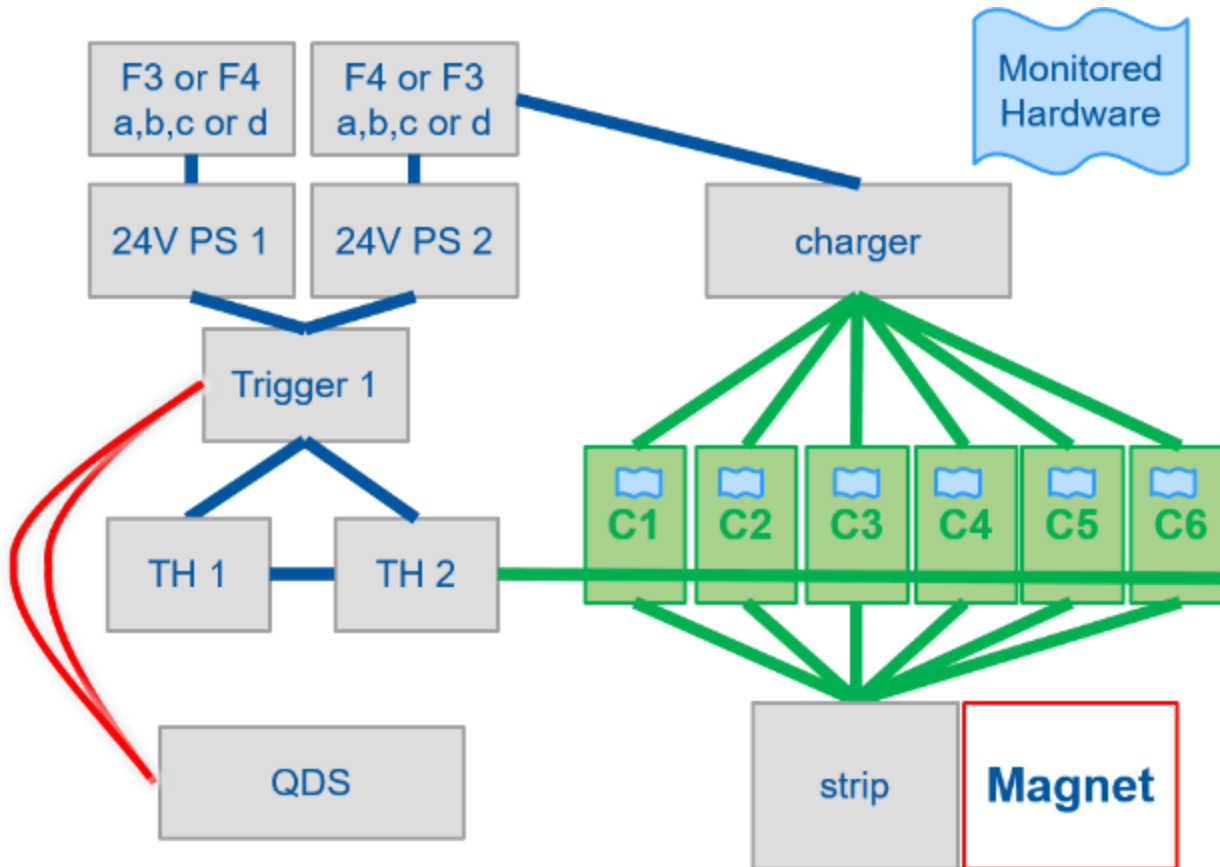 F3 or F4
a,b,c or d
F4 or F3
a,b,c or d
Monitored
Hardware
24V PS 1
24V PS 2
charger
Trigger 1
C1
C2
C3
C4
C5
C6
TH 1
TH 2
QDS
strip
Magnet